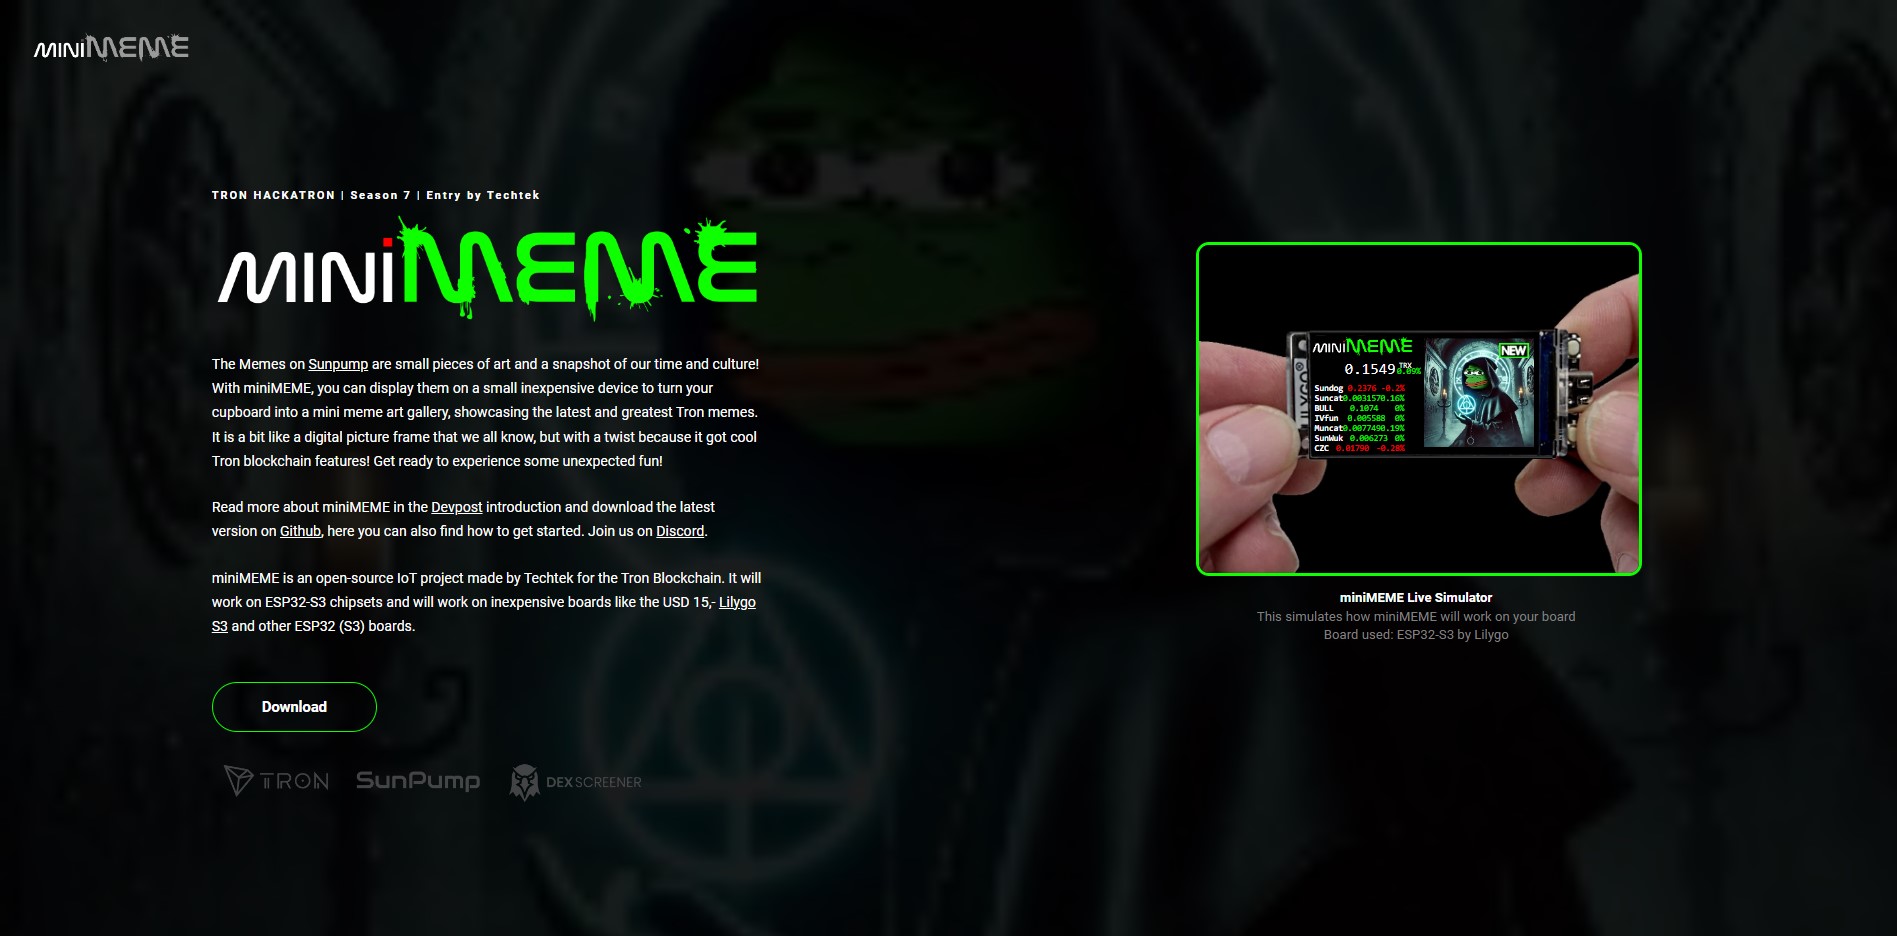 miniMEME
TRON HACKATRON | Season 7 | Entry by Techtek
miniMEME
The Memes on Sunpump are small pieces of art and a snapshot of our time and culture!
With miniMEME, you can display them on a small inexpensive device to turn your
cupboard into a mini meme art gallery, showcasing the latest and greatest Tron memes.
It is a bit like a digital picture frame that we all know, but with a twist because it got cool
Tron blockchain features! Get ready to experience some unexpected fun!
Read more about miniMEME in the Devpost introduction and download the latest
version on Github, here you can also find how to get started. Join us on Discord.
miniMEME is an open-source IoT project made by Techtek for the Tron Blockchain. It will
work on ESP32-S3 chipsets and will work on inexpensive boards like the USD 15,- Lilygo
S3 and other ESP32 (S3) boards.
Download
TRON
SunPump
DEX SCREENER
LILYGO
miniMEME
NEW
0.1549 TRX 0.09%
Sundog 0.2376 -0.2%
Suncat 0.003157 0.16%
BULL 0.1074 0%
IVfun 0.005588 0%
Muncat 0.007749 0.19%
SunWuk 0.006273 0%
CZC 0.01790 -0.28%
miniMEME Live Simulator
This simulates how miniMEME will work on your board
Board used: ESP32-S3 by Lilygo